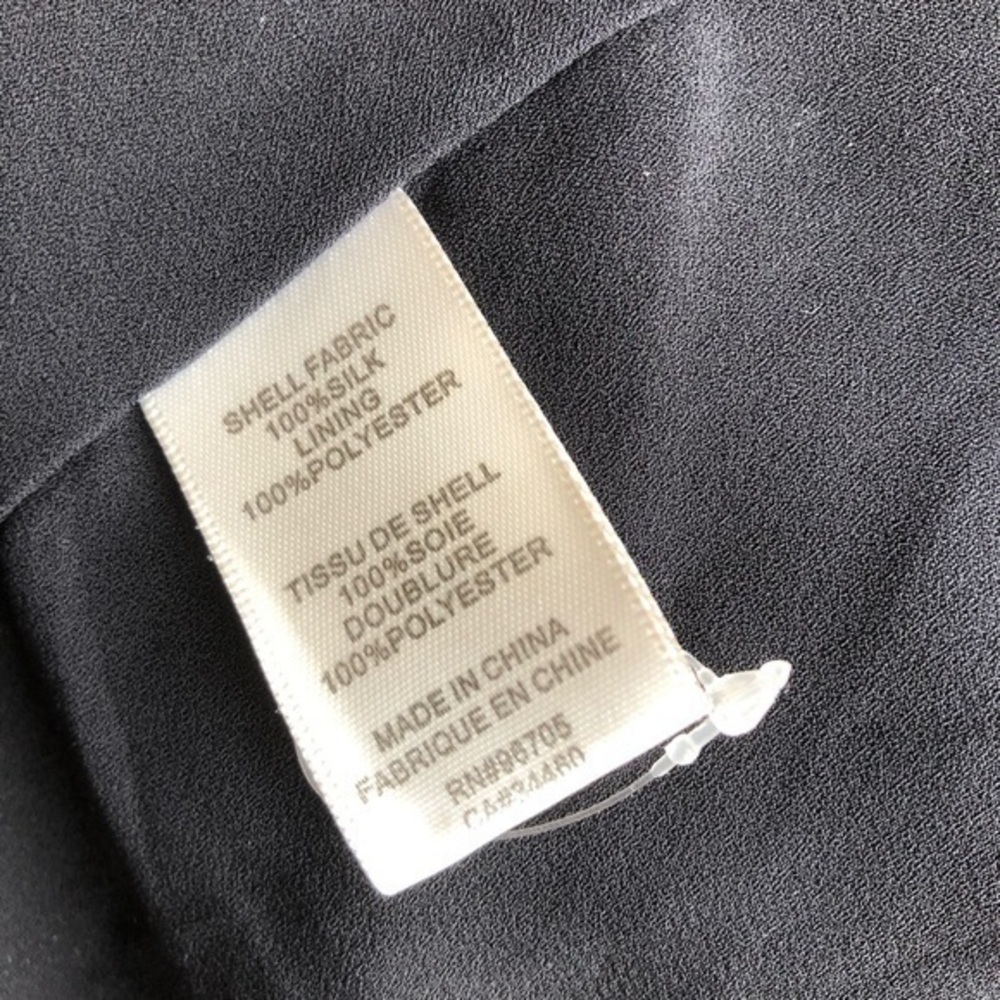 SHELL FABRIC
100%SILK
LINING
100%POLYESTER
TISSU DE SHELL
100%SOIE
DOUBLURE
100%POLYESTER
MADE IN CHINA
FABRIQUE EN CHINE
RN#96705